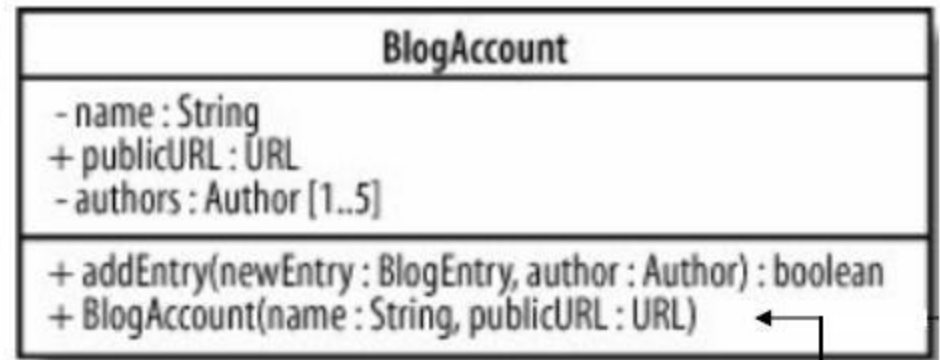 BlogAccount
- name : String
+ publicURL : URL
- authors : Author [1..5]
+ addEntry(newEntry : BlogEntry, author : Author) : boolean
+ BlogAccount(name : String, publicURL : URL)